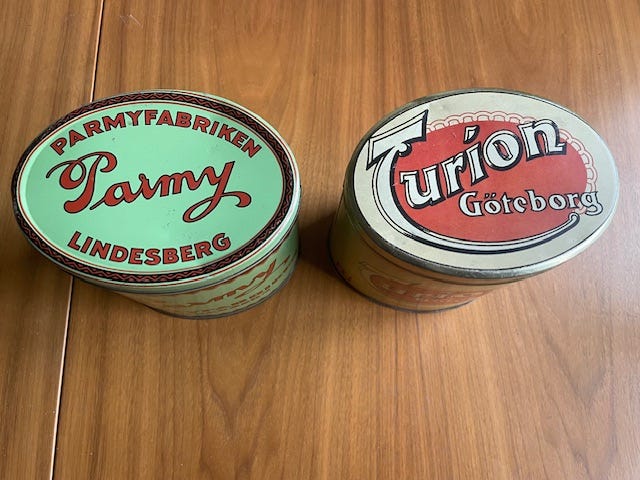 PARMYFABRIKEN
Parmy
LINDESBERG
Turion
Göteborg